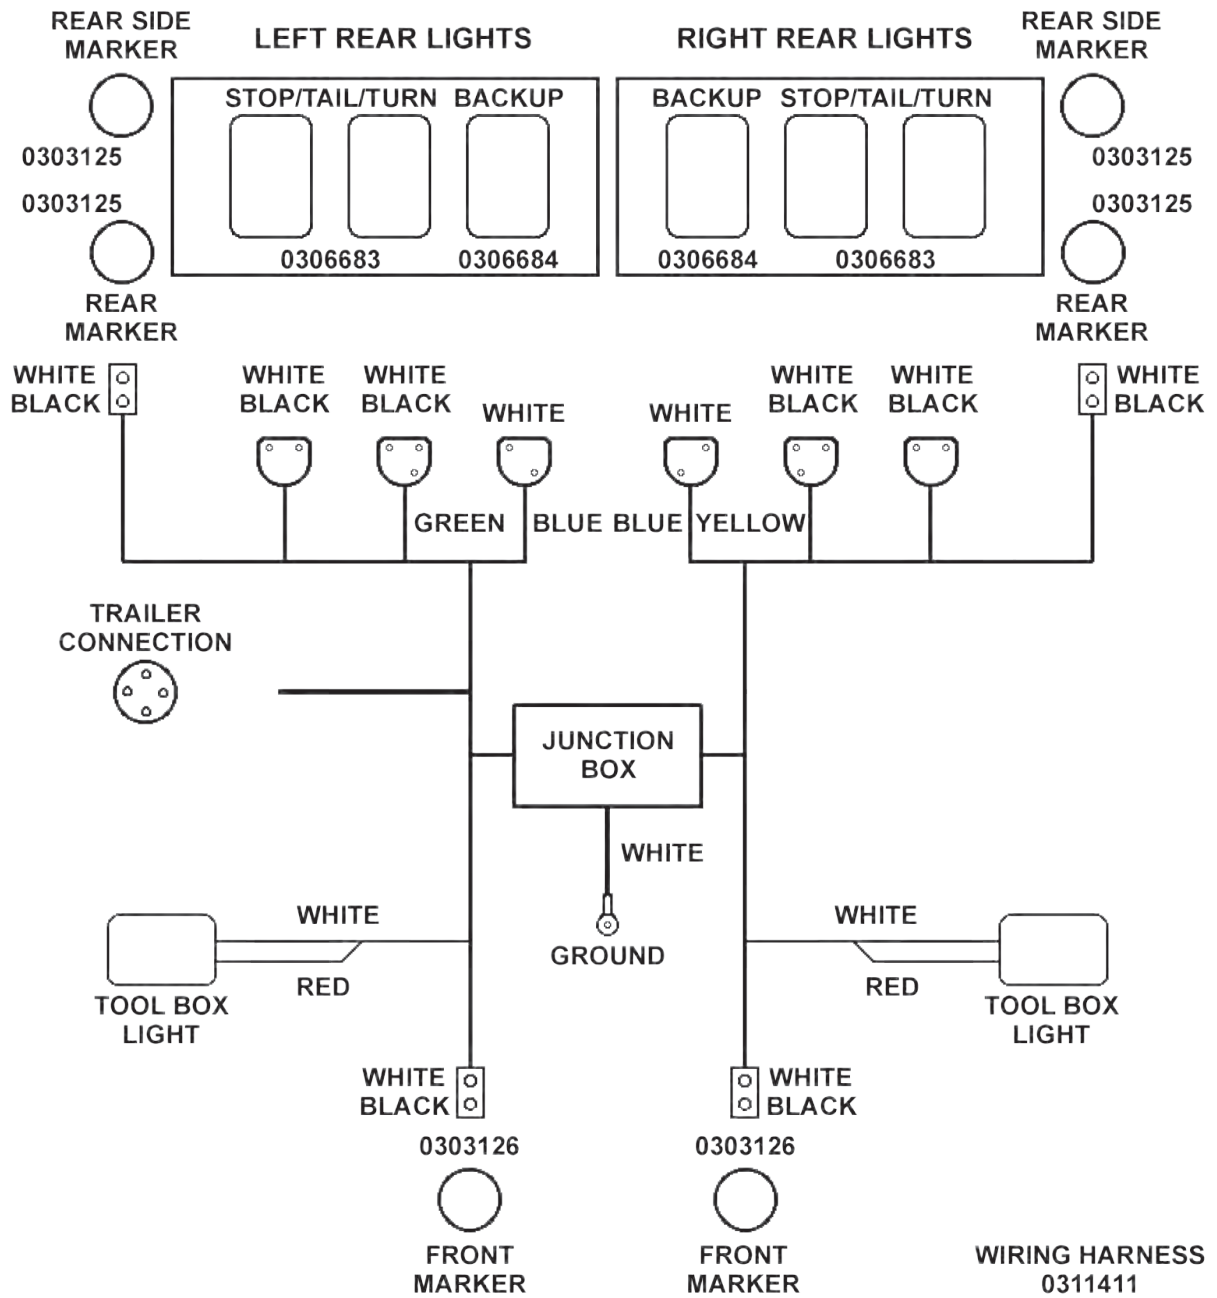 REAR SIDE
MARKER
LEFT REAR LIGHTS
RIGHT REAR LIGHTS
REAR SIDE
MARKER
STOP/TAIL/TURN BACKUP
BACKUP STOP/TAIL/TURN
0303125
0303125
0303125
0303125
0306683
0306684
0306684
0306683
REAR
MARKER
REAR
MARKER
WHITE
BLACK
WHITE
BLACK
WHITE
BLACK
WHITE
WHITE
WHITE
BLACK
WHITE
BLACK
WHITE
BLACK
GREEN
BLUE
BLUE
YELLOW
TRAILER
CONNECTION
JUNCTION
BOX
WHITE
GROUND
WHITE
RED
TOOL BOX
LIGHT
WHITE
RED
TOOL BOX
LIGHT
WHITE
BLACK
WHITE
BLACK
0303126
0303126
FRONT
MARKER
FRONT
MARKER
WIRING HARNESS
0311411